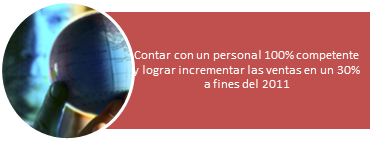 Contar con un personal 100% competente
y lograr incrementar las ventas en un 30%
a fines del 2011